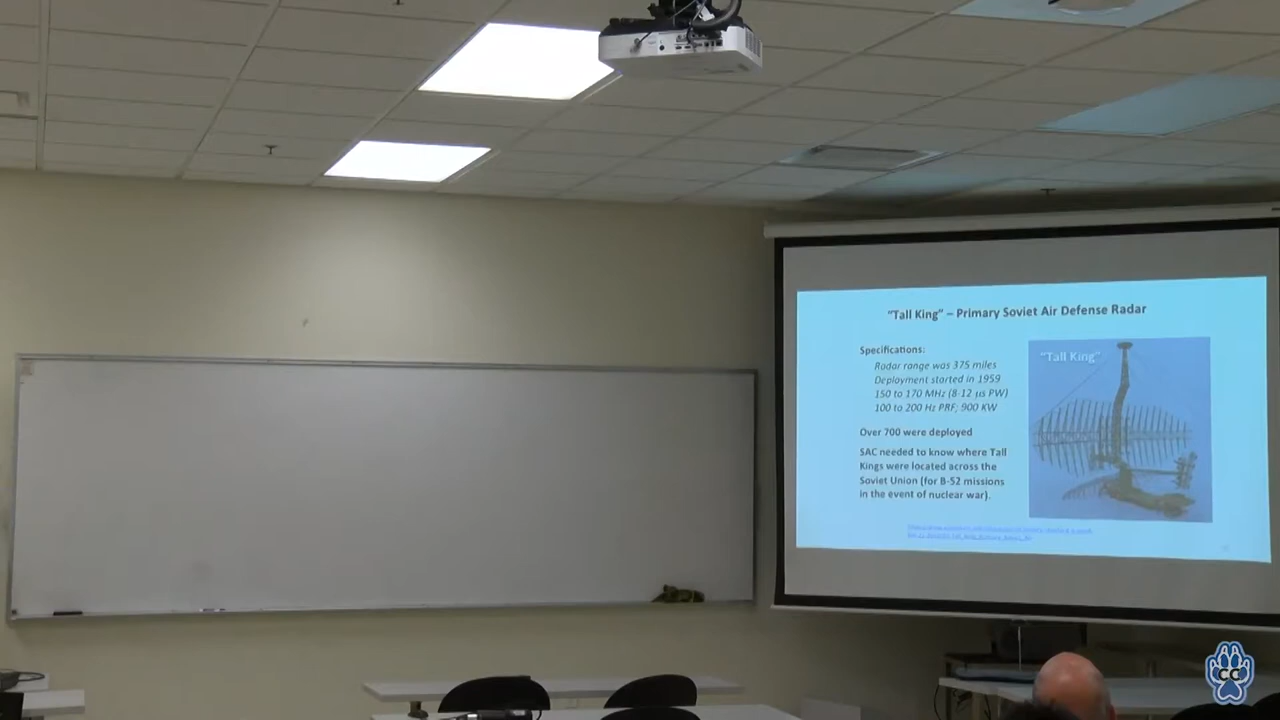 "Tall King" – Primary Soviet Air Defense Radar
Specifications:
Radar range was 375 miles
Deployment started in 1959
150 to 170 MHz (8-12 µs PW)
100 to 200 Hz PRF; 900 KW
Over 700 were deployed
SAC needed to know where Tall
Kings were located across the
Soviet Union (for B-52 missions
in the event of nuclear war).
"Tall King"
CC